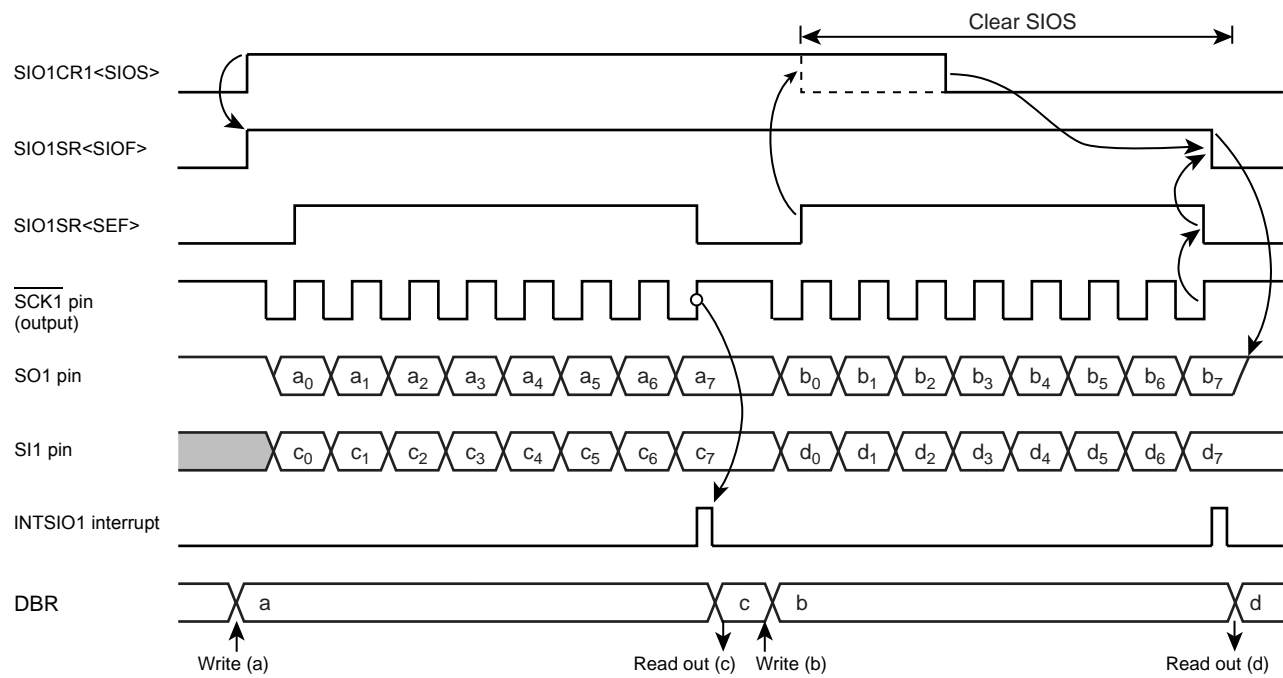 Clear SIOS
SIO1CR1<SIOS>
SIO1SR<SIOF>
SIO1SR<SEF>
SCK1 pin
(output)
SO1 pin
a0 a1 a2 a3 a4 a5 a6 a7 b0 b1 b2 b3 b4 b5 b6 b7
SI1 pin
c0 c1 c2 c3 c4 c5 c6 c7 d0 d1 d2 d3 d4 d5 d6 d7
INTSIO1 interrupt
DBR a c b d
Write (a) Read out (c) Write (b) Read out (d)